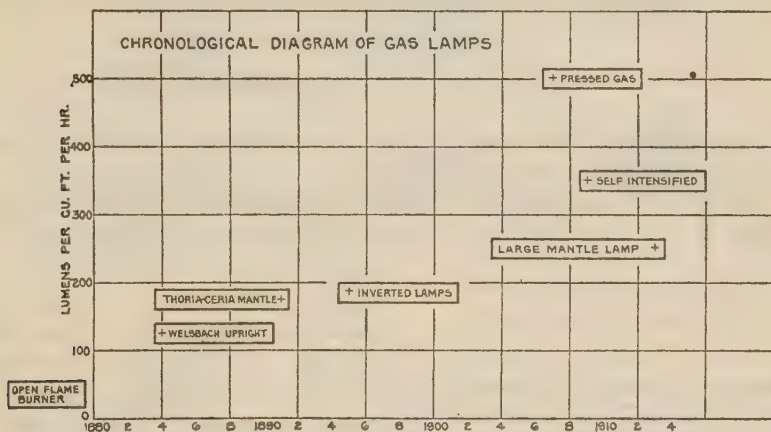 CHRONOLOGICAL DIAGRAM OF GAS LAMPS
LUMENS PER CU. FT. PER HR.
500
400
300
200
100
0
+ PRESSED GAS
+ SELF INTENSIFIED
LARGE MANTLE LAMP +
THORIA-CERIA MANTLE+
+ INVERTED LAMPS
+ WELSBACH UPRIGHT
OPEN FLAME
BURNER
1880 2 4 6 8 1890 2 4 6 8 1900 2 4 6 8 1910 2 4